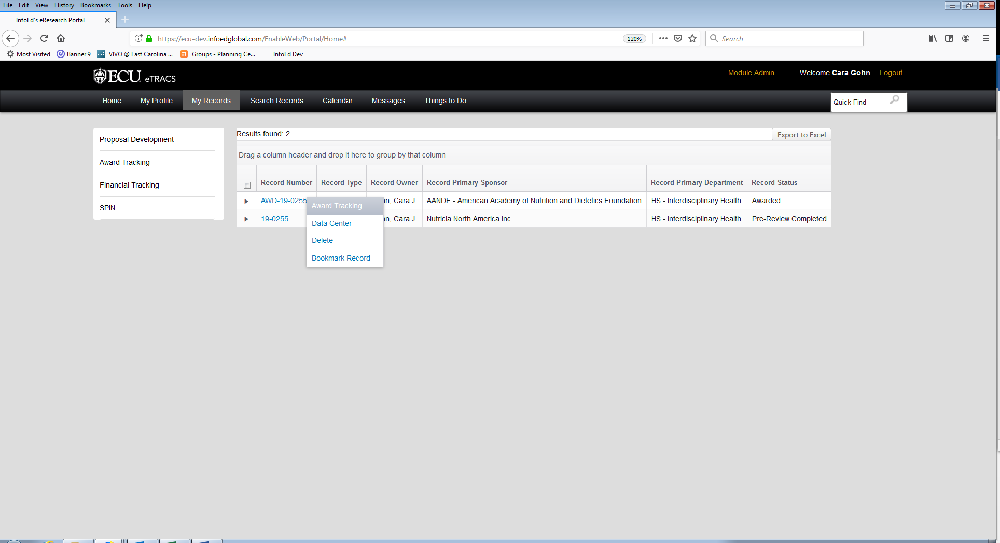 File Edit View History Bookmarks Tools Help
InfoEd's eResearch Portal
https://ecu-dev.infoedglobal.com/EnableWeb/Portal/Home# 120% Search
Most Visited Banner 9 VIVO @ East Carolina ... Groups - Planning Ce... InfoEd Dev
ECU eTRACS Module Admin Welcome Cara Gohn Logout
Home My Profile My Records Search Records Calendar Messages Things to Do Quick Find
Proposal Development
Award Tracking
Financial Tracking
SPIN
Results found: 2 Export to Excel
Drag a column header and drop it here to group by that column
Record Number Record Type Record Owner Record Primary Sponsor Record Primary Department Record Status
AWD-19-0255 hn, Cara J AANDF - American Academy of Nutrition and Dietetics Foundation HS - Interdisciplinary Health Awarded
19-0255 hn, Cara J Nutricia North America Inc HS - Interdisciplinary Health Pre-Review Completed
Award Tracking
Data Center
Delete
Bookmark Record